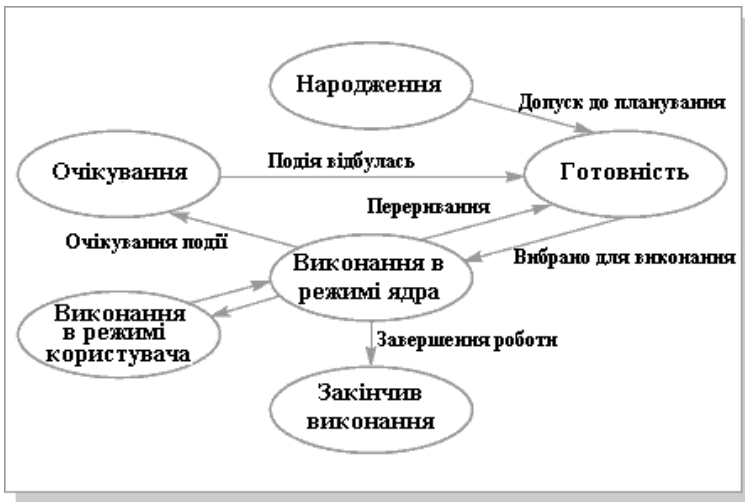 Народження
Допуск до планування
Очікування
Подія відбулась
Готовність
Переривання
Очікування події
Вибрано для виконання
Виконання в
режимі ядра
Виконання
в режимі
користувача
Завершення роботи
Закінчив
виконання